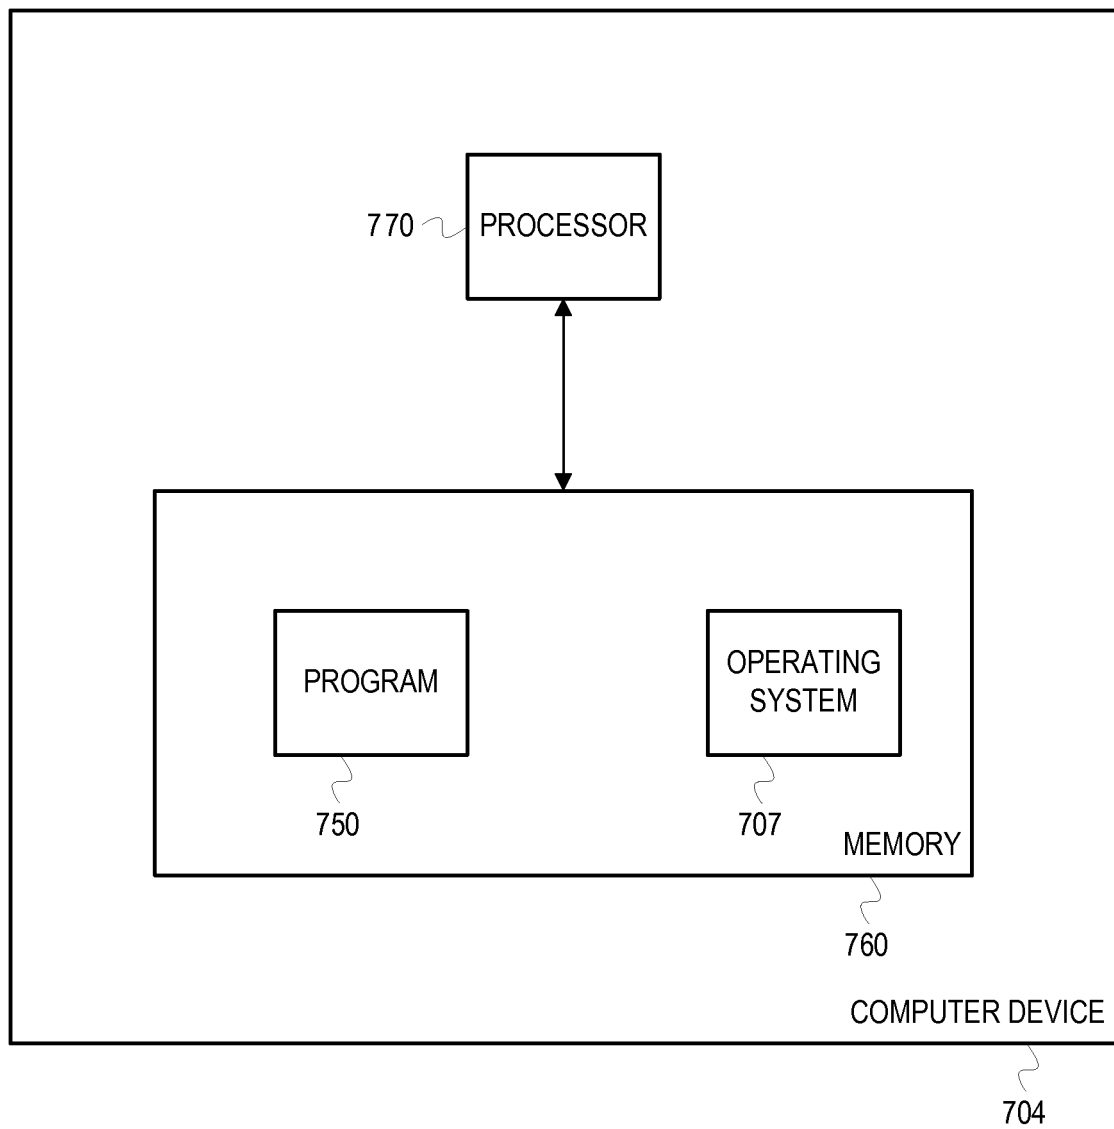 770
PROCESSOR
PROGRAM
OPERATING
SYSTEM
750
707
MEMORY
760
COMPUTER DEVICE
704